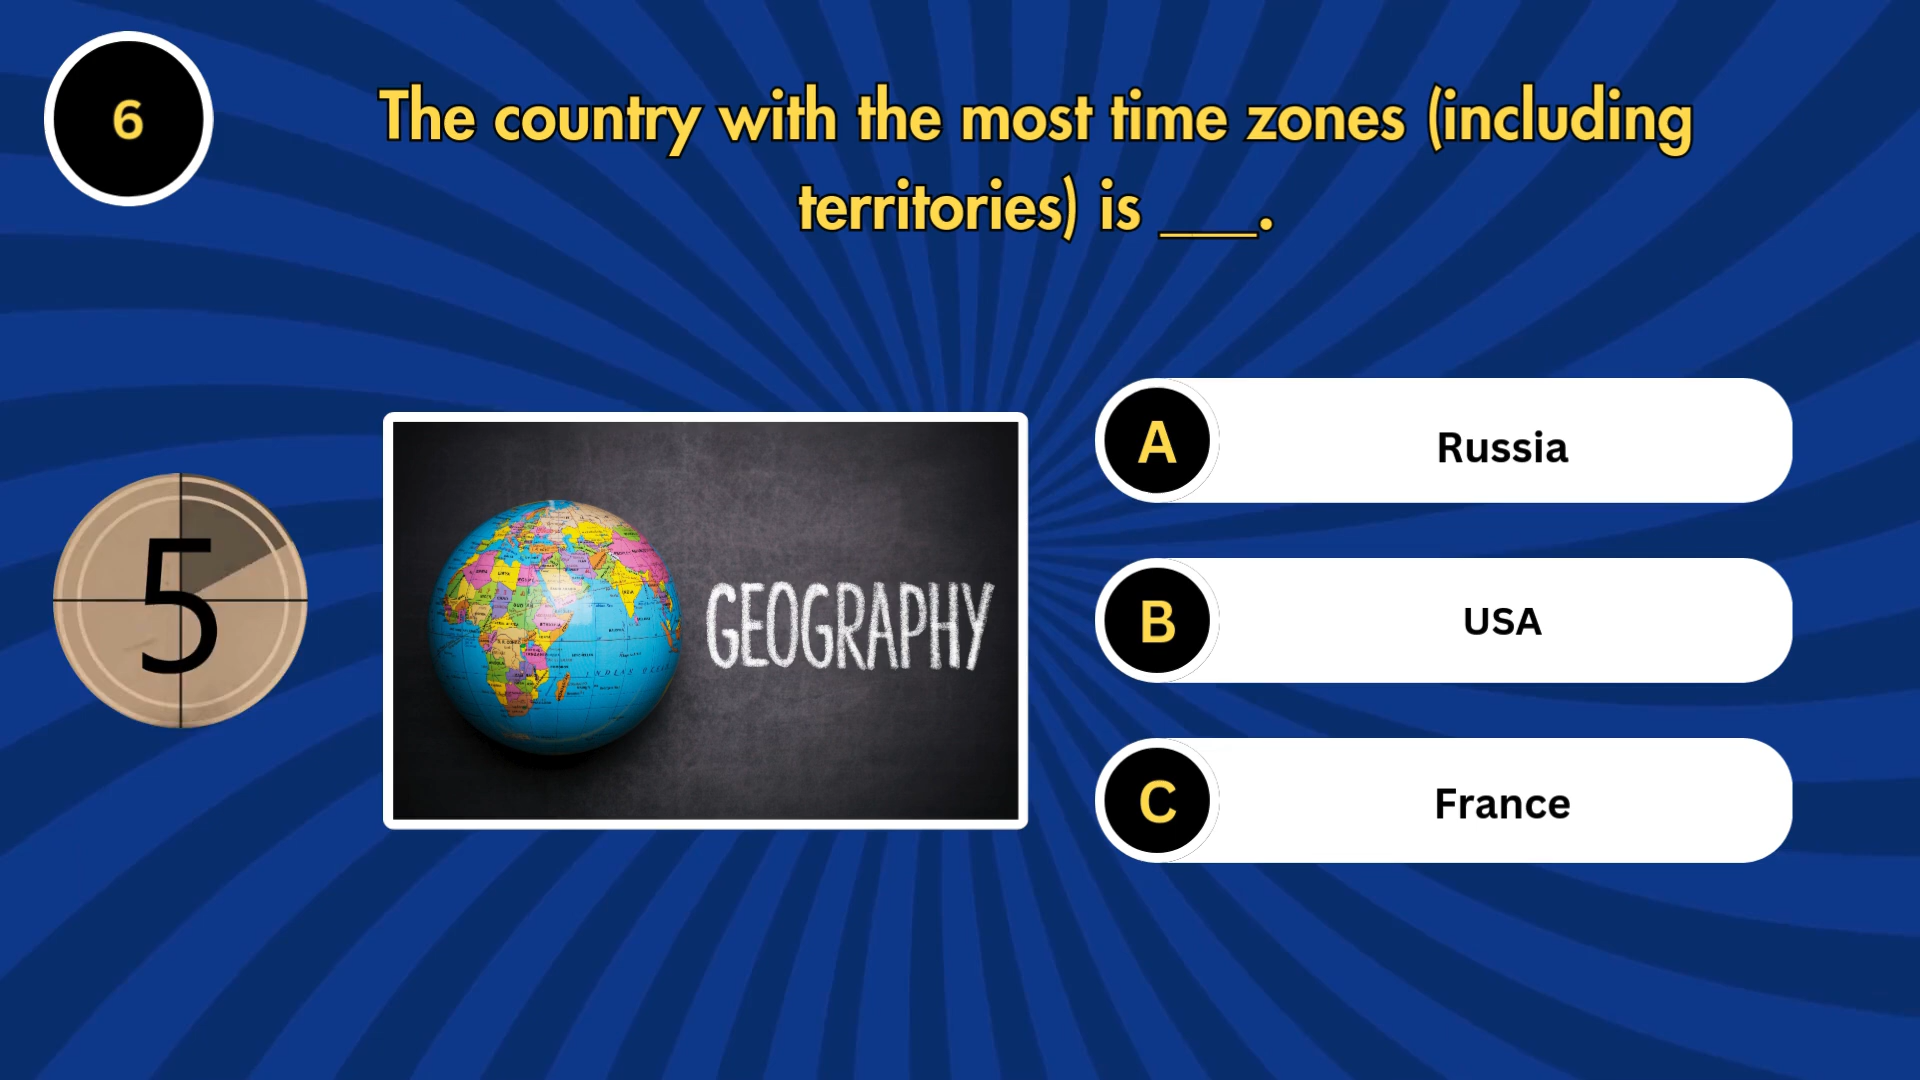 6
The country with the most time zones (including
territories) is ___.
5
GEOGRAPHY
A
Russia
B
USA
C
France